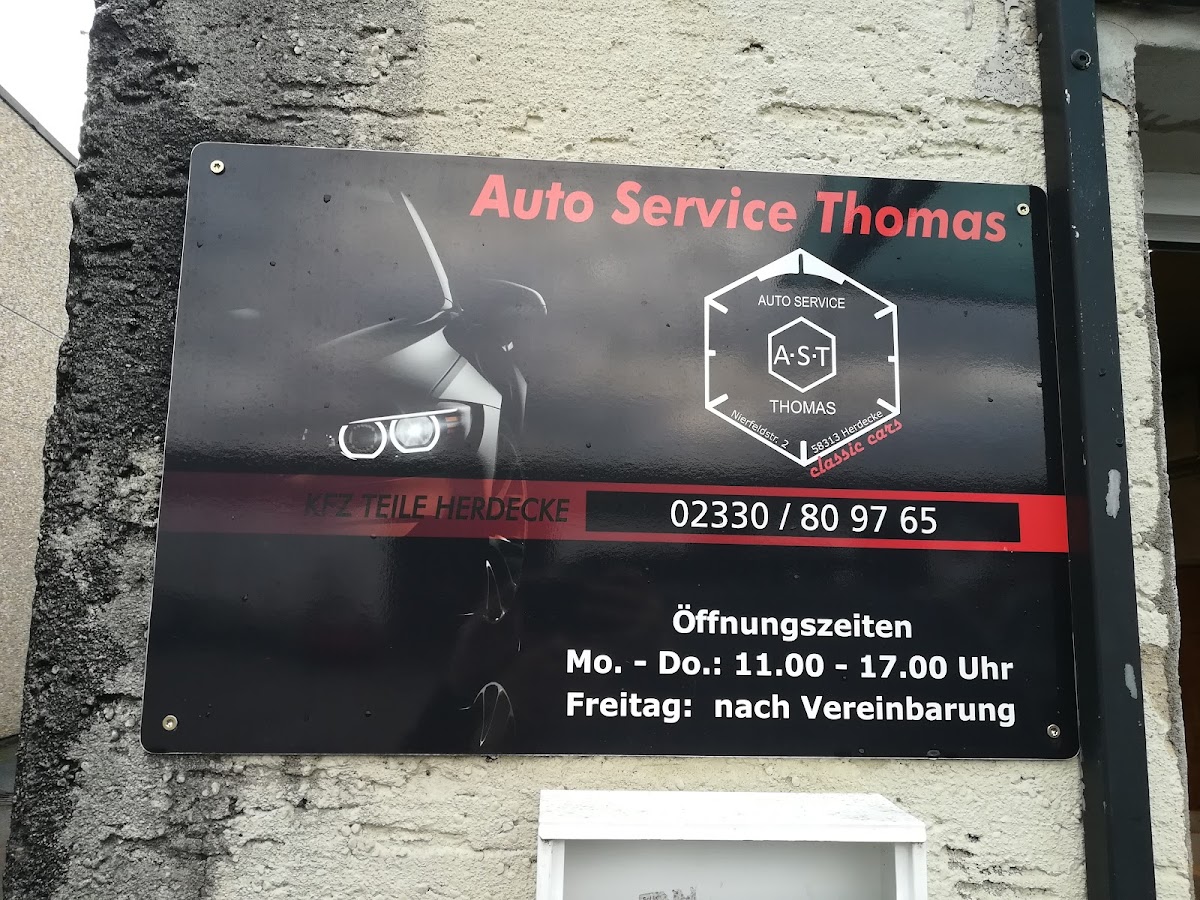 Auto Service Thomas
AUTO SERVICE
A·S·T
THOMAS
Nierfeldstr. 2
58313 Herdecke
classic cars
KFZ TEILE HERDECKE
02330 / 80 97 65
Öffnungszeiten
Mo. - Do.: 11.00 - 17.00 Uhr
Freitag: nach Vereinbarung